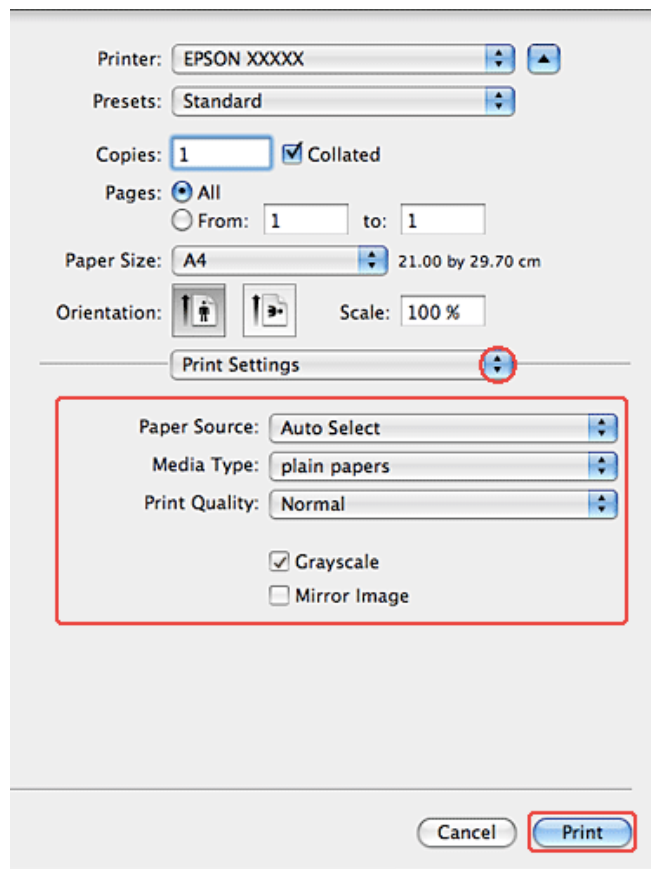 Printer: EPSON XXXXX
Presets: Standard
Copies: 1 Collated
Pages: All
From: 1 to: 1
Paper Size: A4 21.00 by 29.70 cm
Orientation: Scale: 100 %
Print Settings
Paper Source: Auto Select
Media Type: plain papers
Print Quality: Normal
Grayscale
Mirror Image
Cancel Print